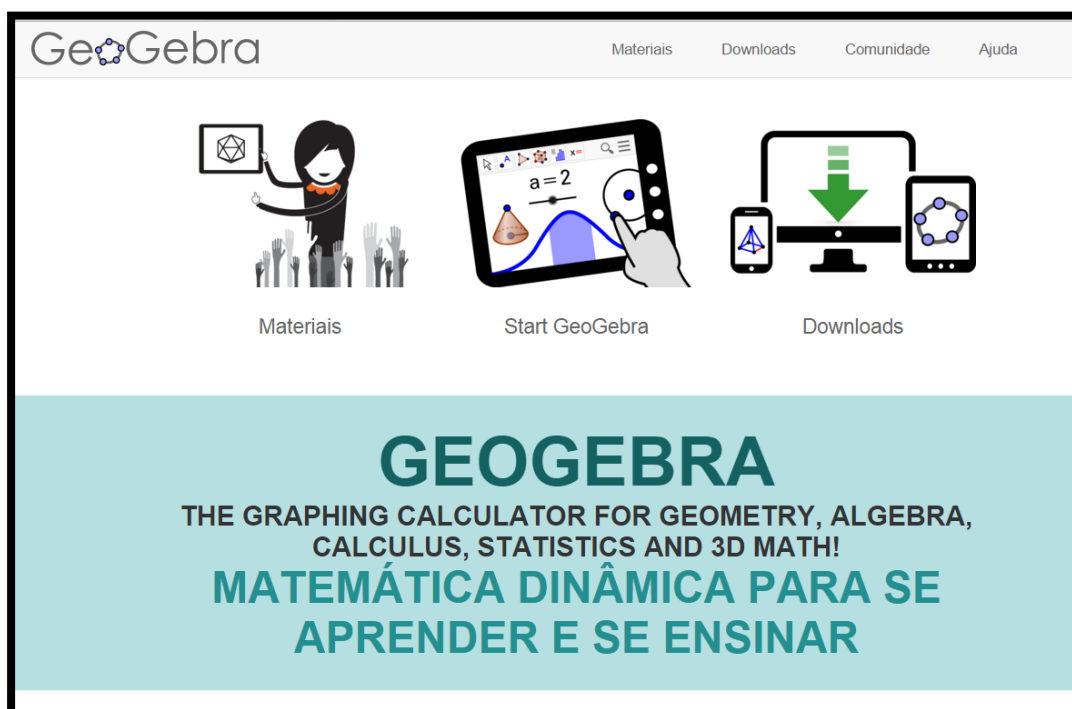 GeoGebra
Materiais Downloads Comunidade Ajuda
A x=
a=2
Materiais
Start GeoGebra
Downloads
GEOGEBRA
THE GRAPHING CALCULATOR FOR GEOMETRY, ALGEBRA,
CALCULUS, STATISTICS AND 3D MATH!
MATEMÁTICA DINÂMICA PARA SE
APRENDER E SE ENSINAR